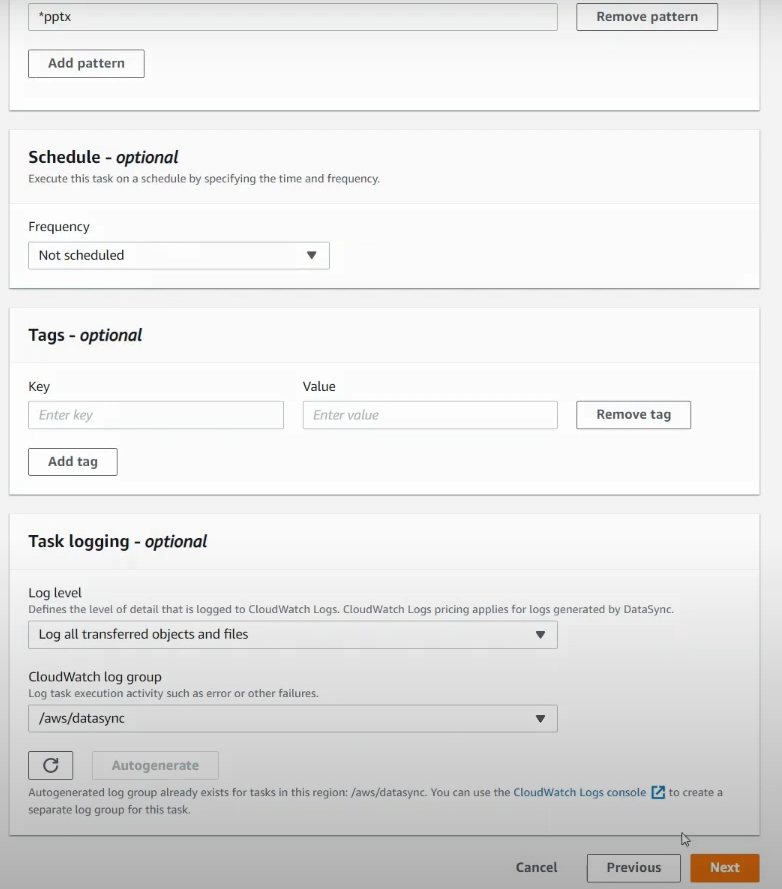 *pptx
Remove pattern
Add pattern
Schedule - optional
Execute this task on a schedule by specifying the time and frequency.
Frequency
Not scheduled
Tags - optional
Key
Value
Enter key
Enter value
Remove tag
Add tag
Task logging - optional
Log level
Defines the level of detail that is logged to CloudWatch Logs. CloudWatch Logs pricing applies for logs generated by DataSync.
Log all transferred objects and files
CloudWatch log group
Log task execution activity such as error or other failures.
/aws/datasync
Autogenerate
Autogenerated log group already exists for tasks in this region: /aws/datasync. You can use the CloudWatch Logs console to create a
separate log group for this task.
Cancel
Previous
Next